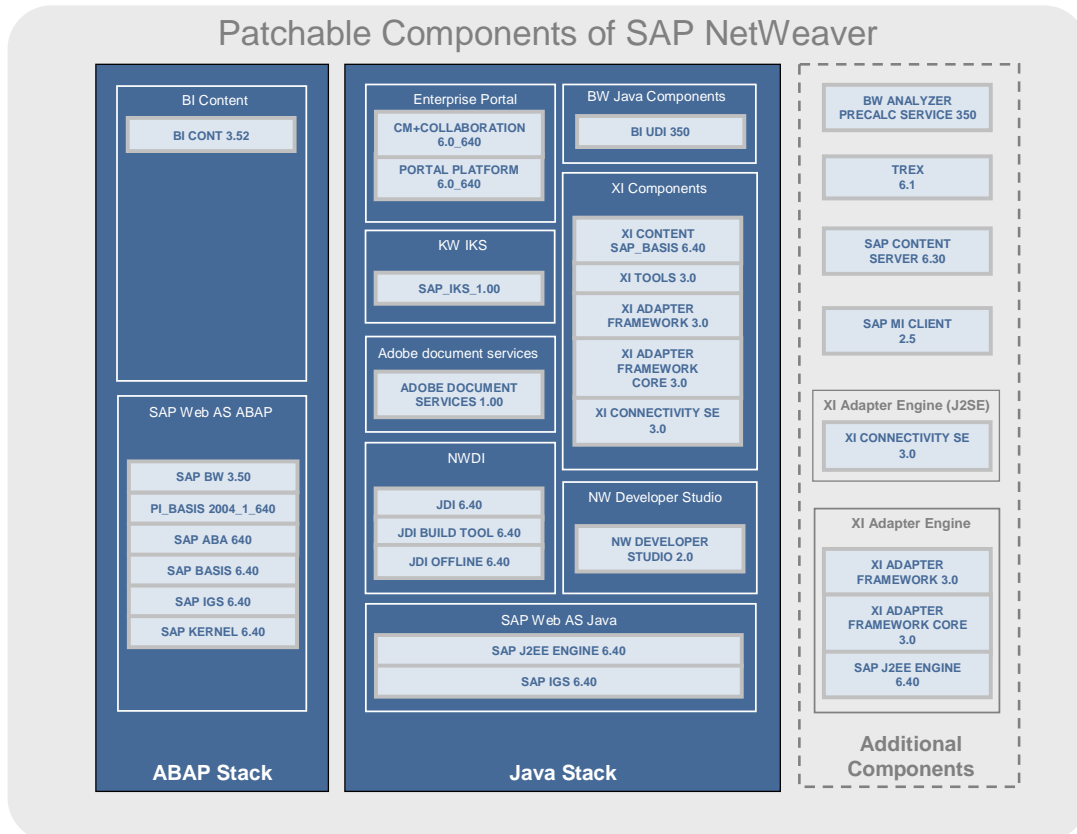 Patchable Components of SAP NetWeaver
BI Content
BI CONT 3.52
SAP Web AS ABAP
SAP BW 3.50
PI_BASIS 2004_1_640
SAP ABA 640
SAP BASIS 6.40
SAP IGS 6.40
SAP KERNEL 6.40
ABAP Stack
Enterprise Portal
CM+COLLABORATION
6.0_640
PORTAL PLATFORM
6.0_640
KW IKS
SAP_IKS_1.00
Adobe document services
ADOBE DOCUMENT
SERVICES 1.00
NWDI
JDI 6.40
JDI BUILD TOOL 6.40
JDI OFFLINE 6.40
BW Java Components
BI UDI 350
XI Components
XI CONTENT
SAP_BASIS 6.40
XI TOOLS 3.0
XI ADAPTER
FRAMEWORK 3.0
XI ADAPTER
FRAMEWORK
CORE 3.0
XI CONNECTIVITY SE
3.0
NW Developer Studio
NW DEVELOPER
STUDIO 2.0
SAP Web AS Java
SAP J2EE ENGINE 6.40
SAP IGS 6.40
Java Stack
BW ANALYZER
PRECALC SERVICE 350
TREX
6.1
SAP CONTENT
SERVER 6.30
SAP MI CLIENT
2.5
XI Adapter Engine (J2SE)
XI CONNECTIVITY SE
3.0
XI Adapter Engine
XI ADAPTER
FRAMEWORK 3.0
XI ADAPTER
FRAMEWORK CORE
3.0
SAP J2EE ENGINE
6.40
Additional
Components